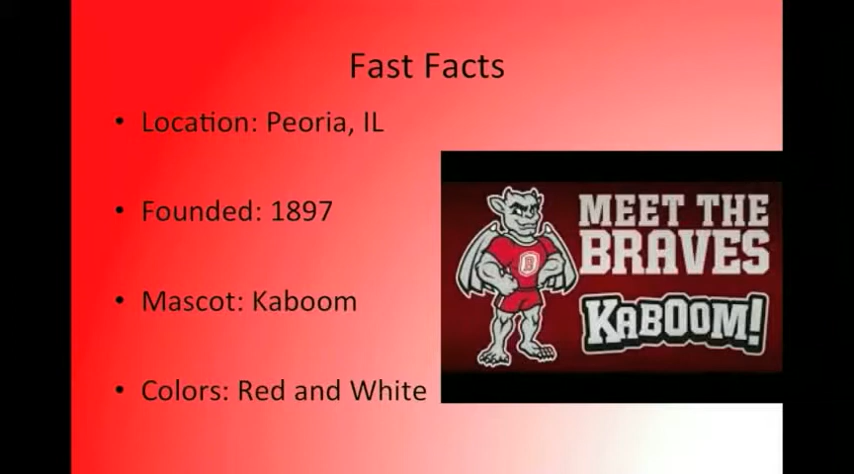 Fast Facts
• Location: Peoria, IL
• Founded: 1897
• Mascot: Kaboom
• Colors: Red and White
MEET THE
BRAVES
KABOOM!
B